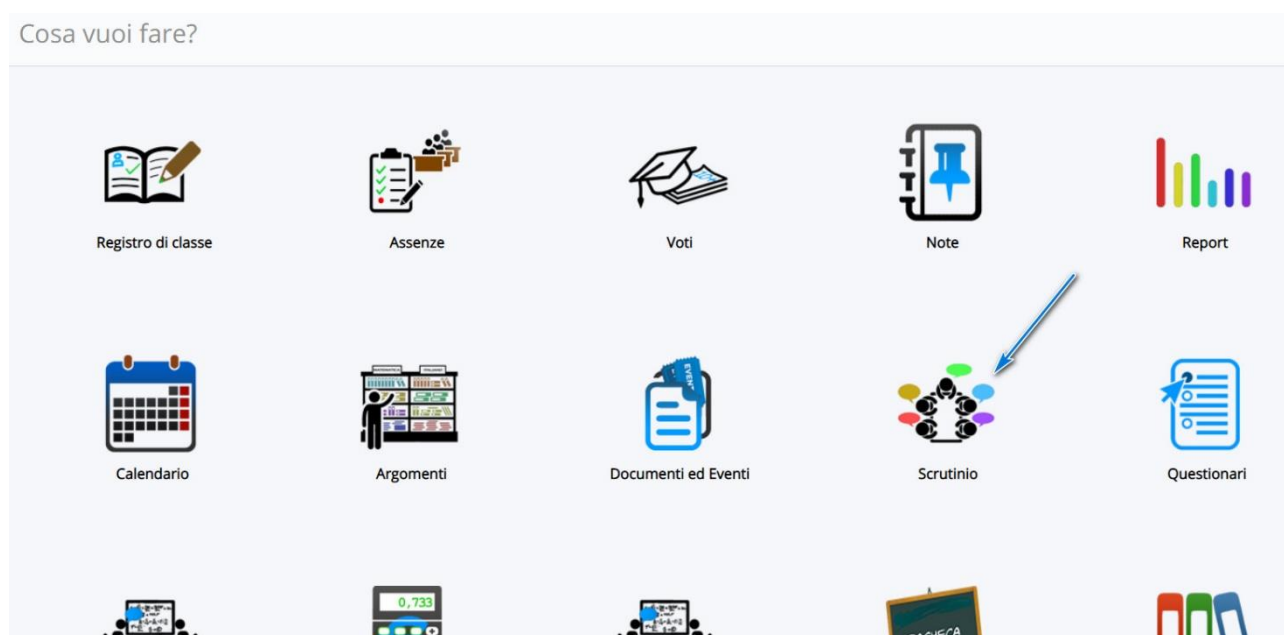 Cosa vuoi fare?
Registro di classe
Assenze
Voti
Note
Report
EVENT
Calendario
Argomenti
Documenti ed Eventi
Scrutinio
Questionari
0,733